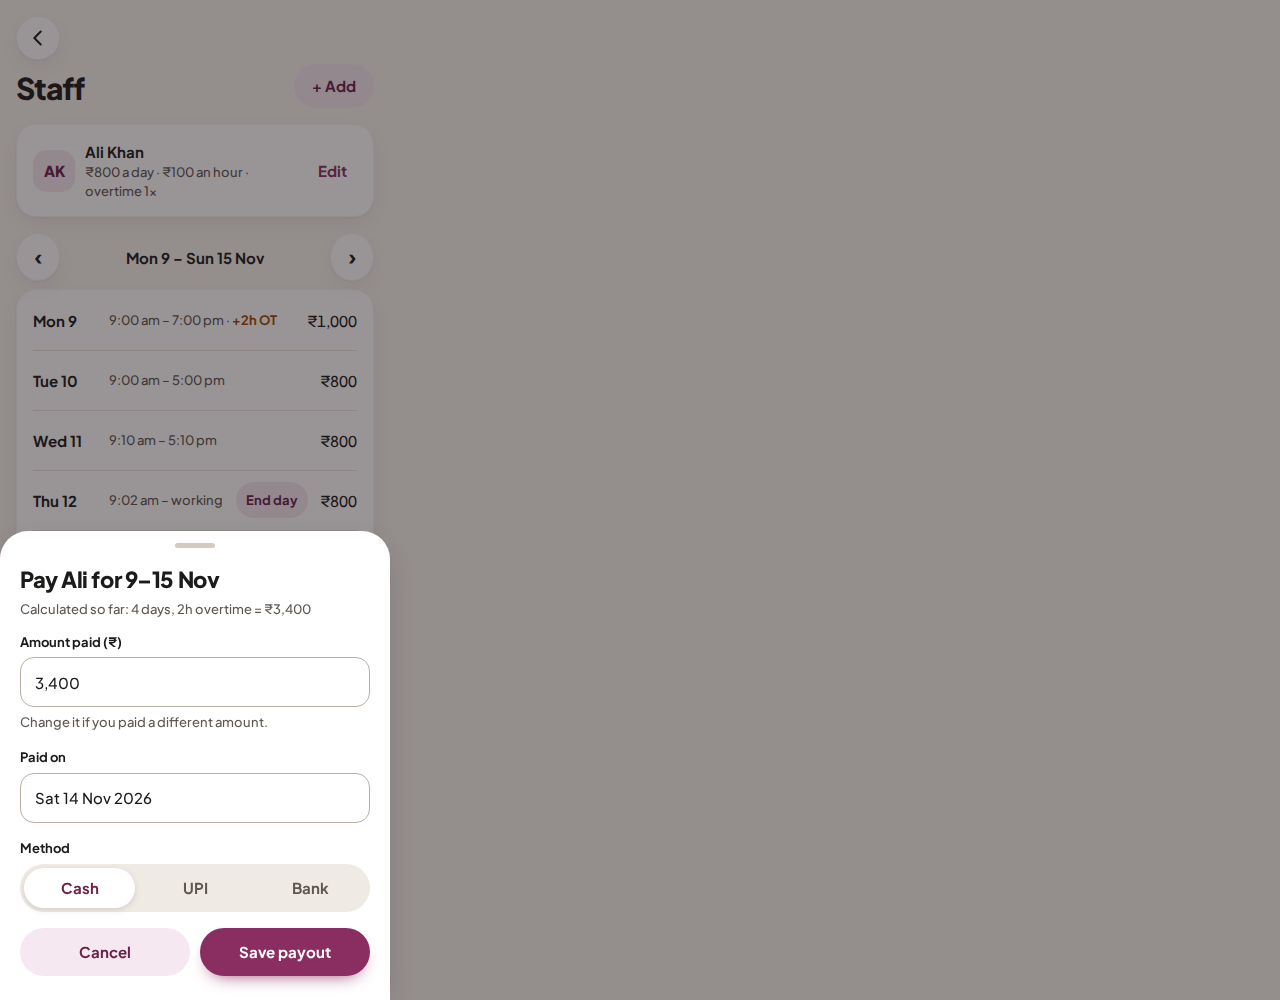 Staff
+ Add
AK
Ali Khan
₹800 a day · ₹100 an hour ·
overtime 1×
Edit
‹
Mon 9 – Sun 15 Nov
›
Mon 9 9:00 am – 7:00 pm · +2h OT ₹1,000
Tue 10 9:00 am – 5:00 pm ₹800
Wed 11 9:10 am – 5:10 pm ₹800
Thu 12 9:02 am – working End day ₹800
Pay Ali for 9–15 Nov
Calculated so far: 4 days, 2h overtime = ₹3,400
Amount paid (₹)
3,400
Change it if you paid a different amount.
Paid on
Sat 14 Nov 2026
Method
Cash UPI Bank
Cancel Save payout